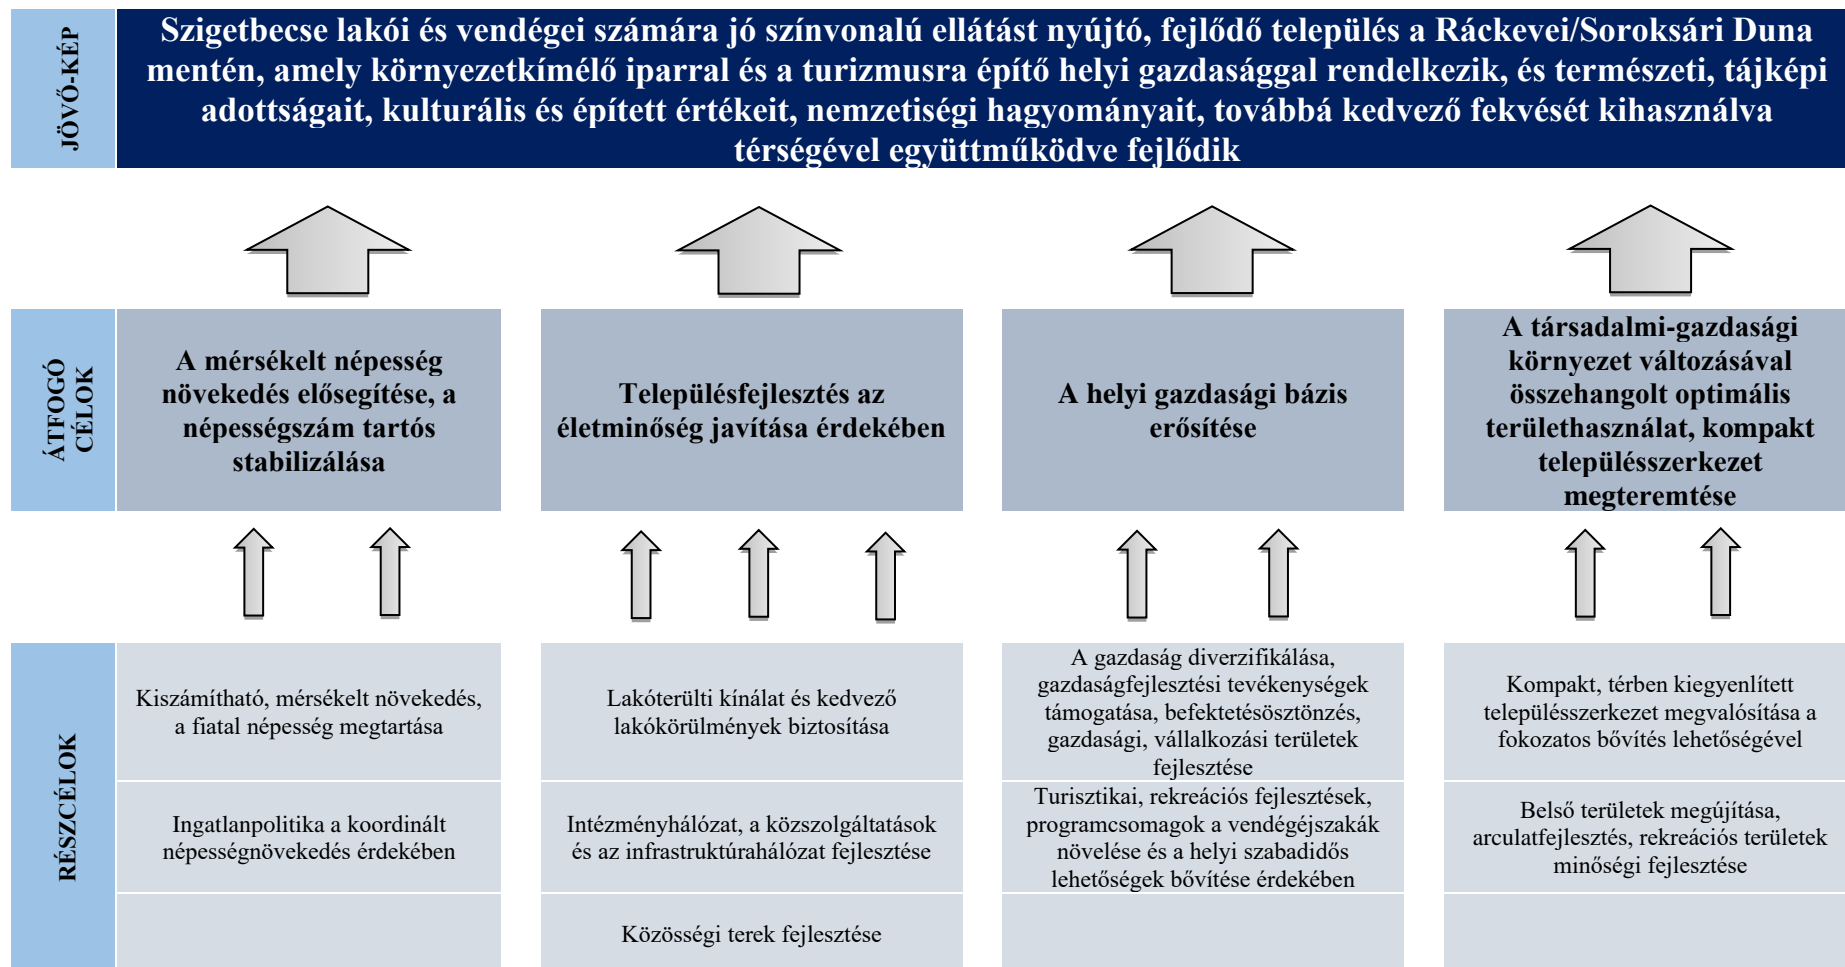 JÖVŐ-KÉP
Szigetbecse lakói és vendégei számára jó színvonalú ellátást nyújtó, fejlődő település a Ráckevei/Soroksári Duna
mentén, amely környezetkímélő iparral és a turizmusra építő helyi gazdasággal rendelkezik, és természeti, tájképi
adottságait, kulturális és épített értékeit, nemzetiségi hagyományait, továbbá kedvező fekvését kihasználva
térségével együttműködve fejlődik
ÁTFOGÓ
CÉLOK
A mérsékelt népesség
növekedés elősegítése, a
népességszám tartós
stabilizálása
Településfejlesztés az
életminőség javítása érdekében
A helyi gazdasági bázis
erősítése
A társadalmi-gazdasági
környezet változásával
összehangolt optimális
területhasználat, kompakt
településszerkezet
megteremtése
RÉSZCÉLOK
Kiszámítható, mérsékelt növekedés,
a fiatal népesség megtartása
Lakóterülti kínálat és kedvező
lakókörülmények biztosítása
A gazdaság diverzifikálása,
gazdaságfejlesztési tevékenységek
támogatása, befektetésösztönzés,
gazdasági, vállalkozási területek
fejlesztése
Kompakt, térben kiegyenlített
településszerkezet megvalósítása a
fokozatos bővítés lehetőségével
Ingatlanpolitika a koordinált
népességnövekedés érdekében
Intézményhálózat, a közszolgáltatások
és az infrastruktúrahálózat fejlesztése
Turisztikai, rekreációs fejlesztések,
programcsomagok a vendégéjszakák
növelése és a helyi szabadidős
lehetőségek bővítése érdekében
Belső területek megújítása,
arculatfejlesztés, rekreációs területek
minőségi fejlesztése
Közösségi terek fejlesztése